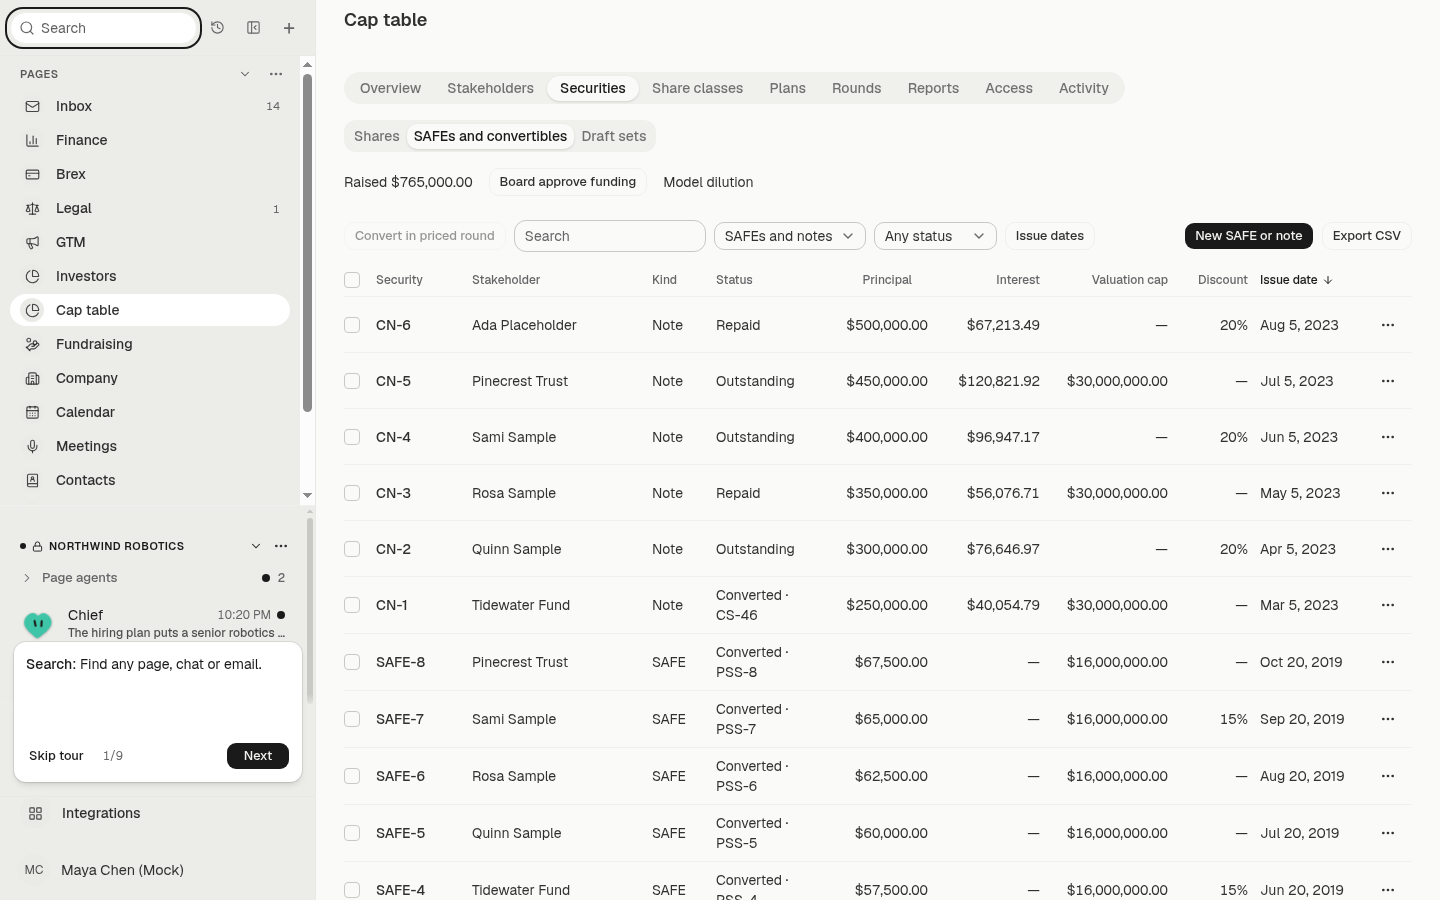 Search
PAGES
Inbox 14
Finance
Brex
Legal 1
GTM
Investors
Cap table
Fundraising
Company
Calendar
Meetings
Contacts
NORTHWIND ROBOTICS
Page agents 2
Chief 10:20 PM
The hiring plan puts a senior robotics ...
Search: Find any page, chat or email.
Skip tour 1/9 Next
Integrations
MC Maya Chen (Mock)
Cap table
Overview Stakeholders Securities Share classes Plans Rounds Reports Access Activity
Shares SAFEs and convertibles Draft sets
Raised $765,000.00 Board approve funding Model dilution
Convert in priced round Search SAFEs and notes Any status Issue dates New SAFE or note Export CSV
Security Stakeholder Kind Status Principal Interest Valuation cap Discount Issue date ↓
CN-6 Ada Placeholder Note Repaid $500,000.00 $67,213.49 — 20% Aug 5, 2023
CN-5 Pinecrest Trust Note Outstanding $450,000.00 $120,821.92 $30,000,000.00 — Jul 5, 2023
CN-4 Sami Sample Note Outstanding $400,000.00 $96,947.17 — 20% Jun 5, 2023
CN-3 Rosa Sample Note Repaid $350,000.00 $56,076.71 $30,000,000.00 — May 5, 2023
CN-2 Quinn Sample Note Outstanding $300,000.00 $76,646.97 — 20% Apr 5, 2023
CN-1 Tidewater Fund Note Converted · CS-46 $250,000.00 $40,054.79 $30,000,000.00 — Mar 5, 2023
SAFE-8 Pinecrest Trust SAFE Converted · PSS-8 $67,500.00 — $16,000,000.00 — Oct 20, 2019
SAFE-7 Sami Sample SAFE Converted · PSS-7 $65,000.00 — $16,000,000.00 15% Sep 20, 2019
SAFE-6 Rosa Sample SAFE Converted · PSS-6 $62,500.00 — $16,000,000.00 — Aug 20, 2019
SAFE-5 Quinn Sample SAFE Converted · PSS-5 $60,000.00 — $16,000,000.00 — Jul 20, 2019
SAFE-4 Tidewater Fund SAFE Converted · PSS-4 $57,500.00 — $16,000,000.00 15% Jun 20, 2019